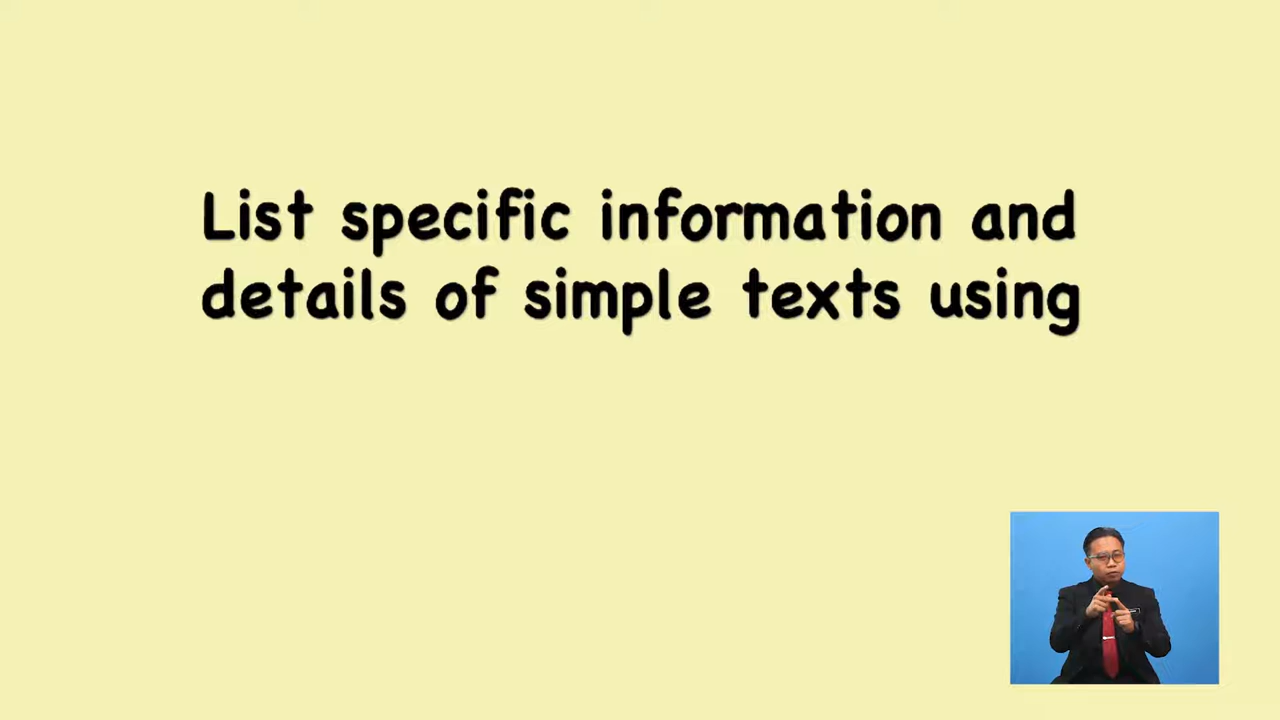 List specific information and
details of simple texts using